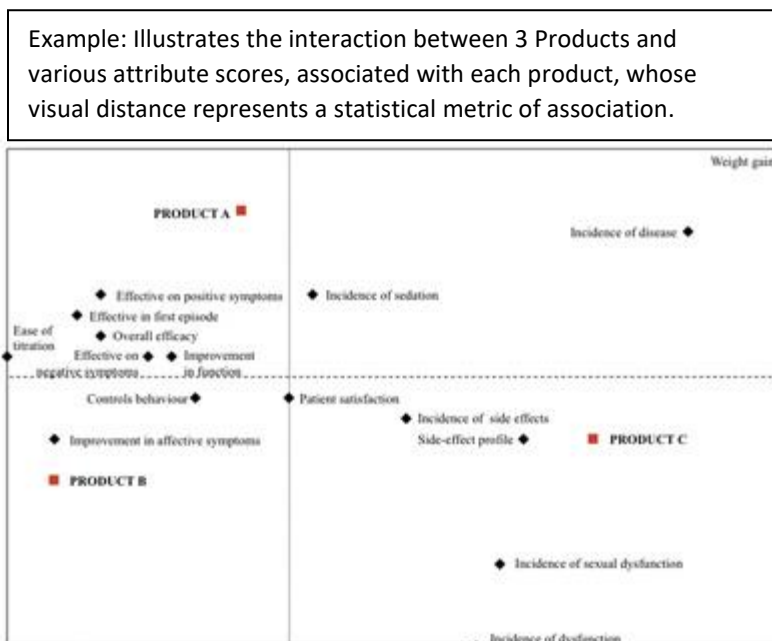 Example: Illustrates the interaction between 3 Products and
various attribute scores, associated with each product, whose
visual distance represents a statistical metric of association.
Weight gain
PRODUCT A
Incidence of disease
Effective on positive symptoms
Incidence of sedation
Effective in first episode
Ease of
titration
Overall efficacy
Effective on
negative symptoms
Improvement
in function
Controls behaviour
Patient satisfaction
Incidence of side effects
Improvement in affective symptoms
Side-effect profile
PRODUCT C
PRODUCT B
Incidence of sexual dysfunction
Incidence of dysfunction